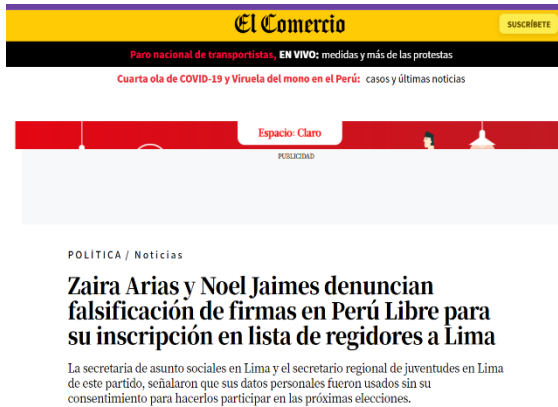 El Comercio
SUSCRÍBETE
Paro nacional de transportistas, EN VIVO: medidas y más de las protestas
Cuarta ola de COVID-19 y Viruela del mono en el Perú: casos y últimas noticias
Espacio: Claro
PUBLICIDAD
POLÍTICA / Noticias
Zaira Arias y Noel Jaimes denuncian
falsificación de firmas en Perú Libre para
su inscripción en lista de regidores a Lima
La secretaria de asunto sociales en Lima y el secretario regional de juventudes en Lima
de este partido, señalaron que sus datos personales fueron usados sin su
consentimiento para hacerlos participar en las próximas elecciones.